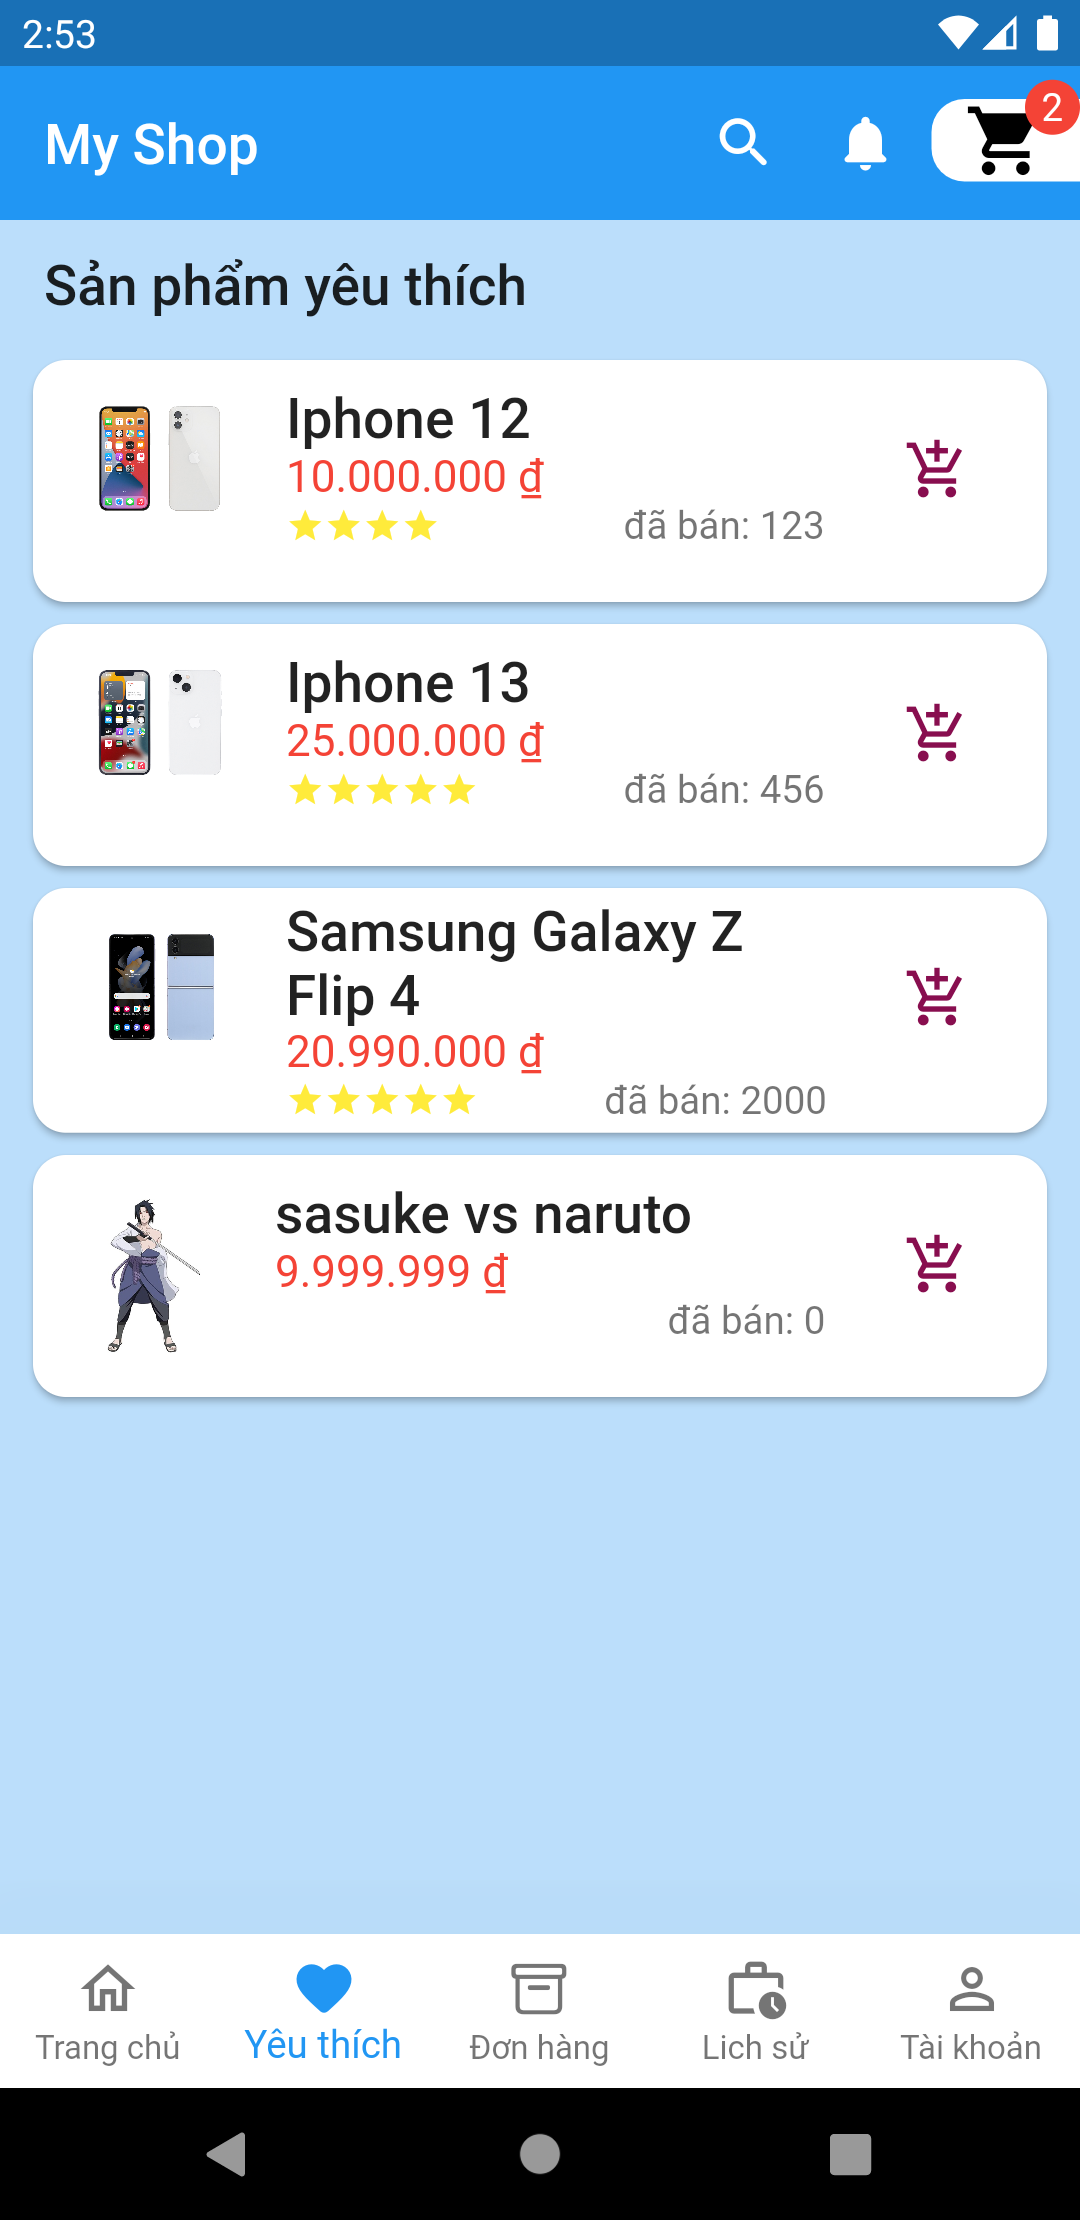 2:53
My Shop
2
Sản phẩm yêu thích
Iphone 12
10.000.000 ₫
đã bán: 123
Iphone 13
25.000.000 ₫
đã bán: 456
Samsung Galaxy Z
Flip 4
20.990.000 ₫
đã bán: 2000
sasuke vs naruto
9.999.999 ₫
đã bán: 0
Trang chủ
Yêu thích
Đơn hàng
Lich sử
Tài khoản